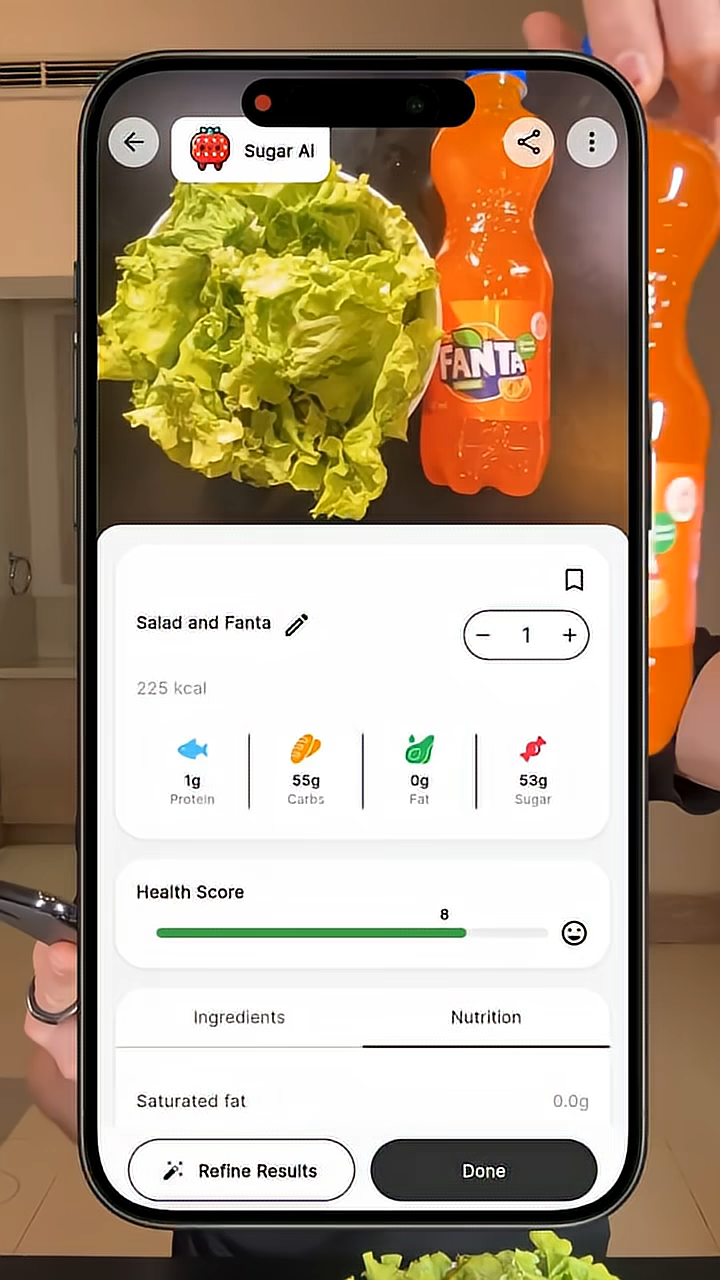 Sugar AI
FANTA
Salad and Fanta
1
225 kcal
1g
55g
0g
53g
Protein
Carbs
Fat
Sugar
Health Score
8
Ingredients
Nutrition
Saturated fat
0.0g
Refine Results
Done